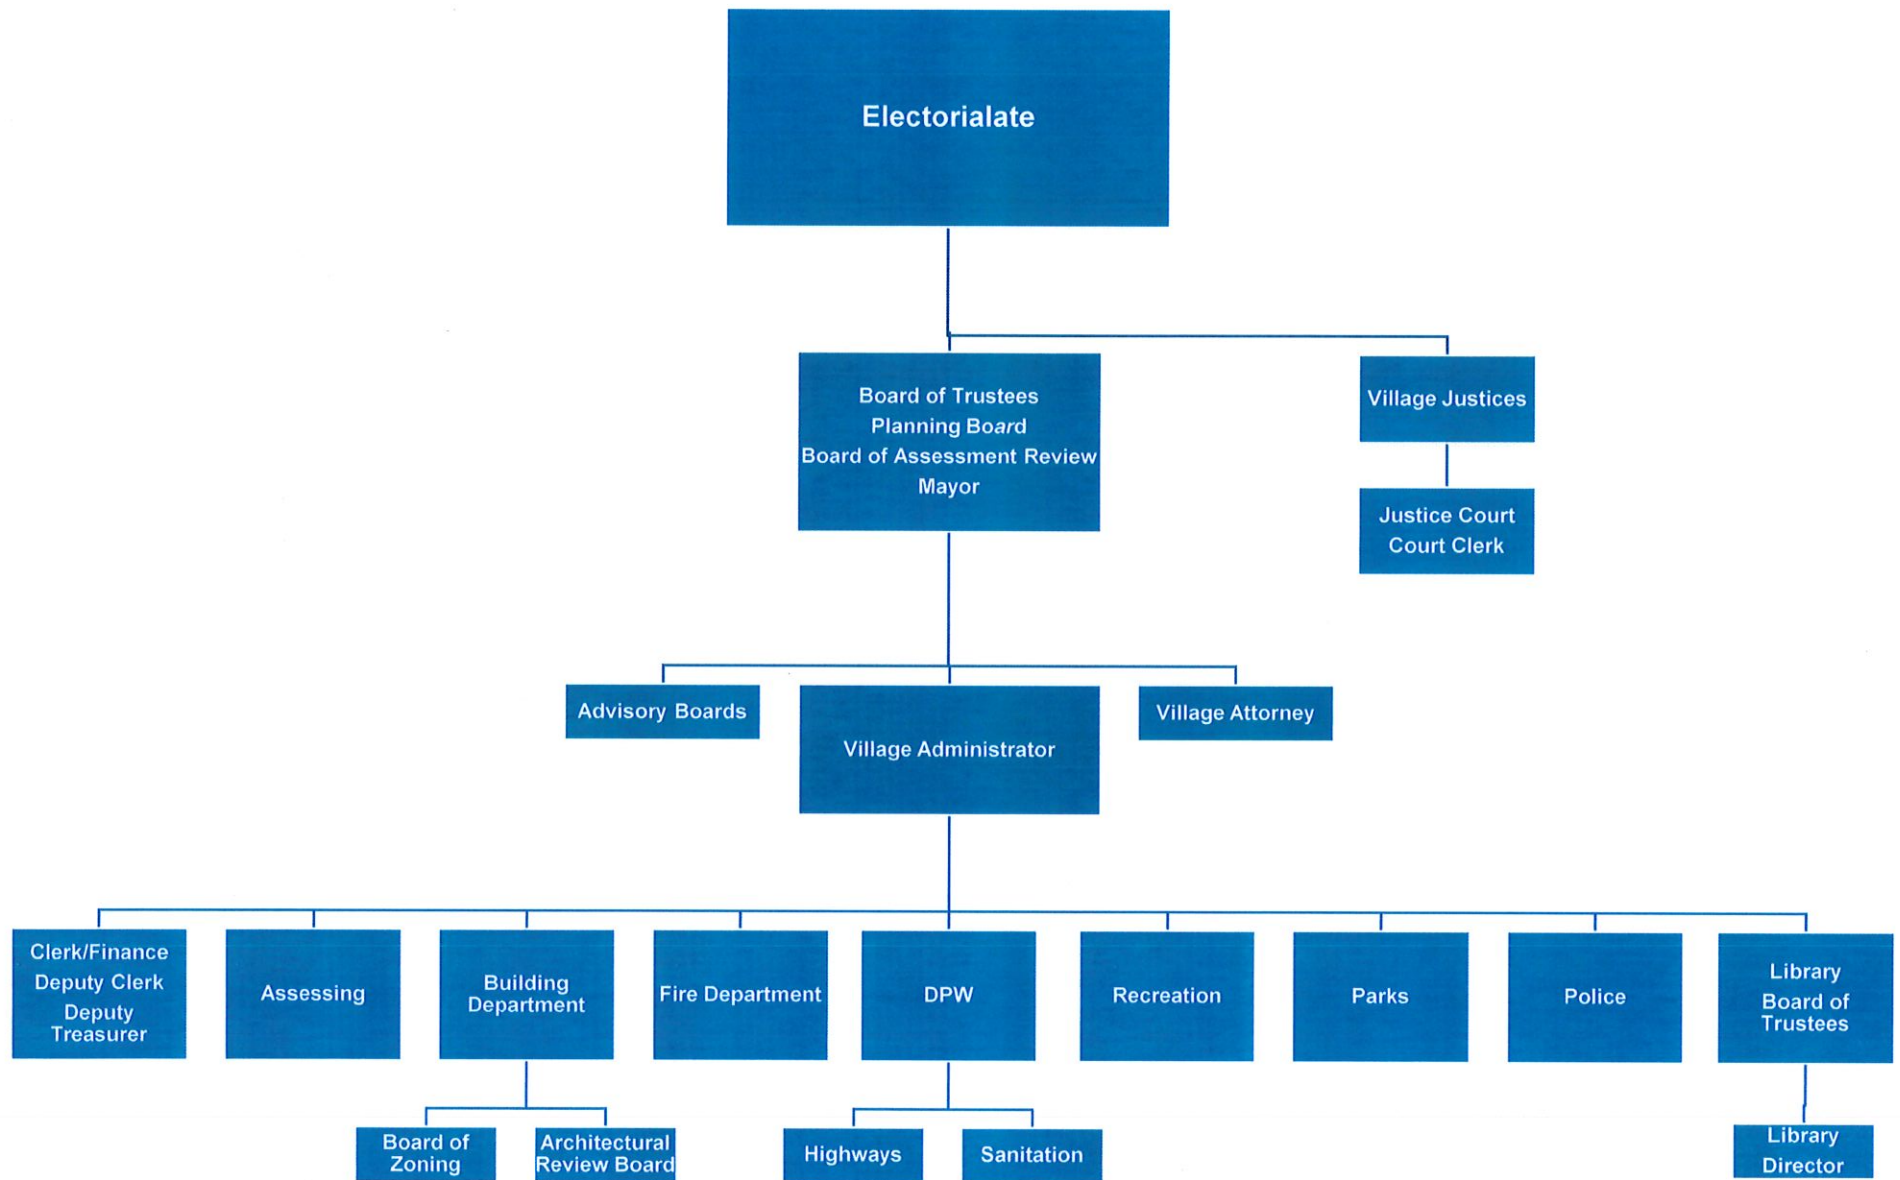 Electorialate
Board of Trustees
Planning Board
Board of Assessment Review
Mayor
Village Justices
Justice Court
Court Clerk
Advisory Boards
Village Administrator
Village Attorney
Clerk/Finance
Deputy Clerk
Deputy
Treasurer
Assessing
Building
Department
Fire Department
DPW
Recreation
Parks
Police
Library
Board of
Trustees
Board of
Zoning
Architectural
Review Board
Highways
Sanitation
Library
Director